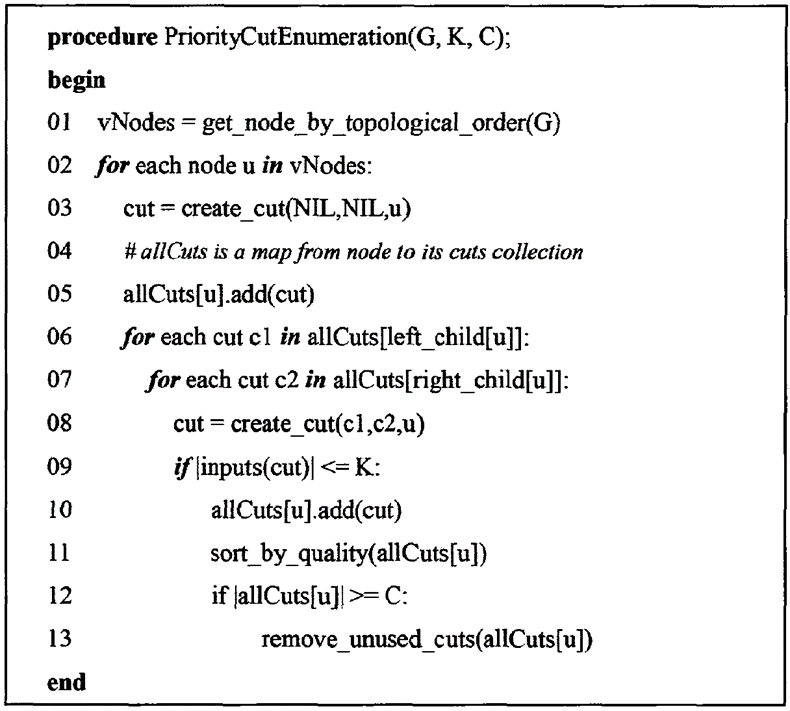 procedure PriorityCutEnumeration(G, K, C);
begin
01 vNodes = get_node_by_topological_order(G)
02 for each node u in vNodes:
03 cut = create_cut(NIL,NIL,u)
04 # allCuts is a map from node to its cuts collection
05 allCuts[u].add(cut)
06 for each cut c1 in allCuts[left_child[u]]:
07 for each cut c2 in allCuts[right_child[u]]:
08 cut = create_cut(c1,c2,u)
09 if |inputs(cut)| <= K:
10 allCuts[u].add(cut)
11 sort_by_quality(allCuts[u])
12 if |allCuts[u]| >= C:
13 remove_unused_cuts(allCuts[u])
end